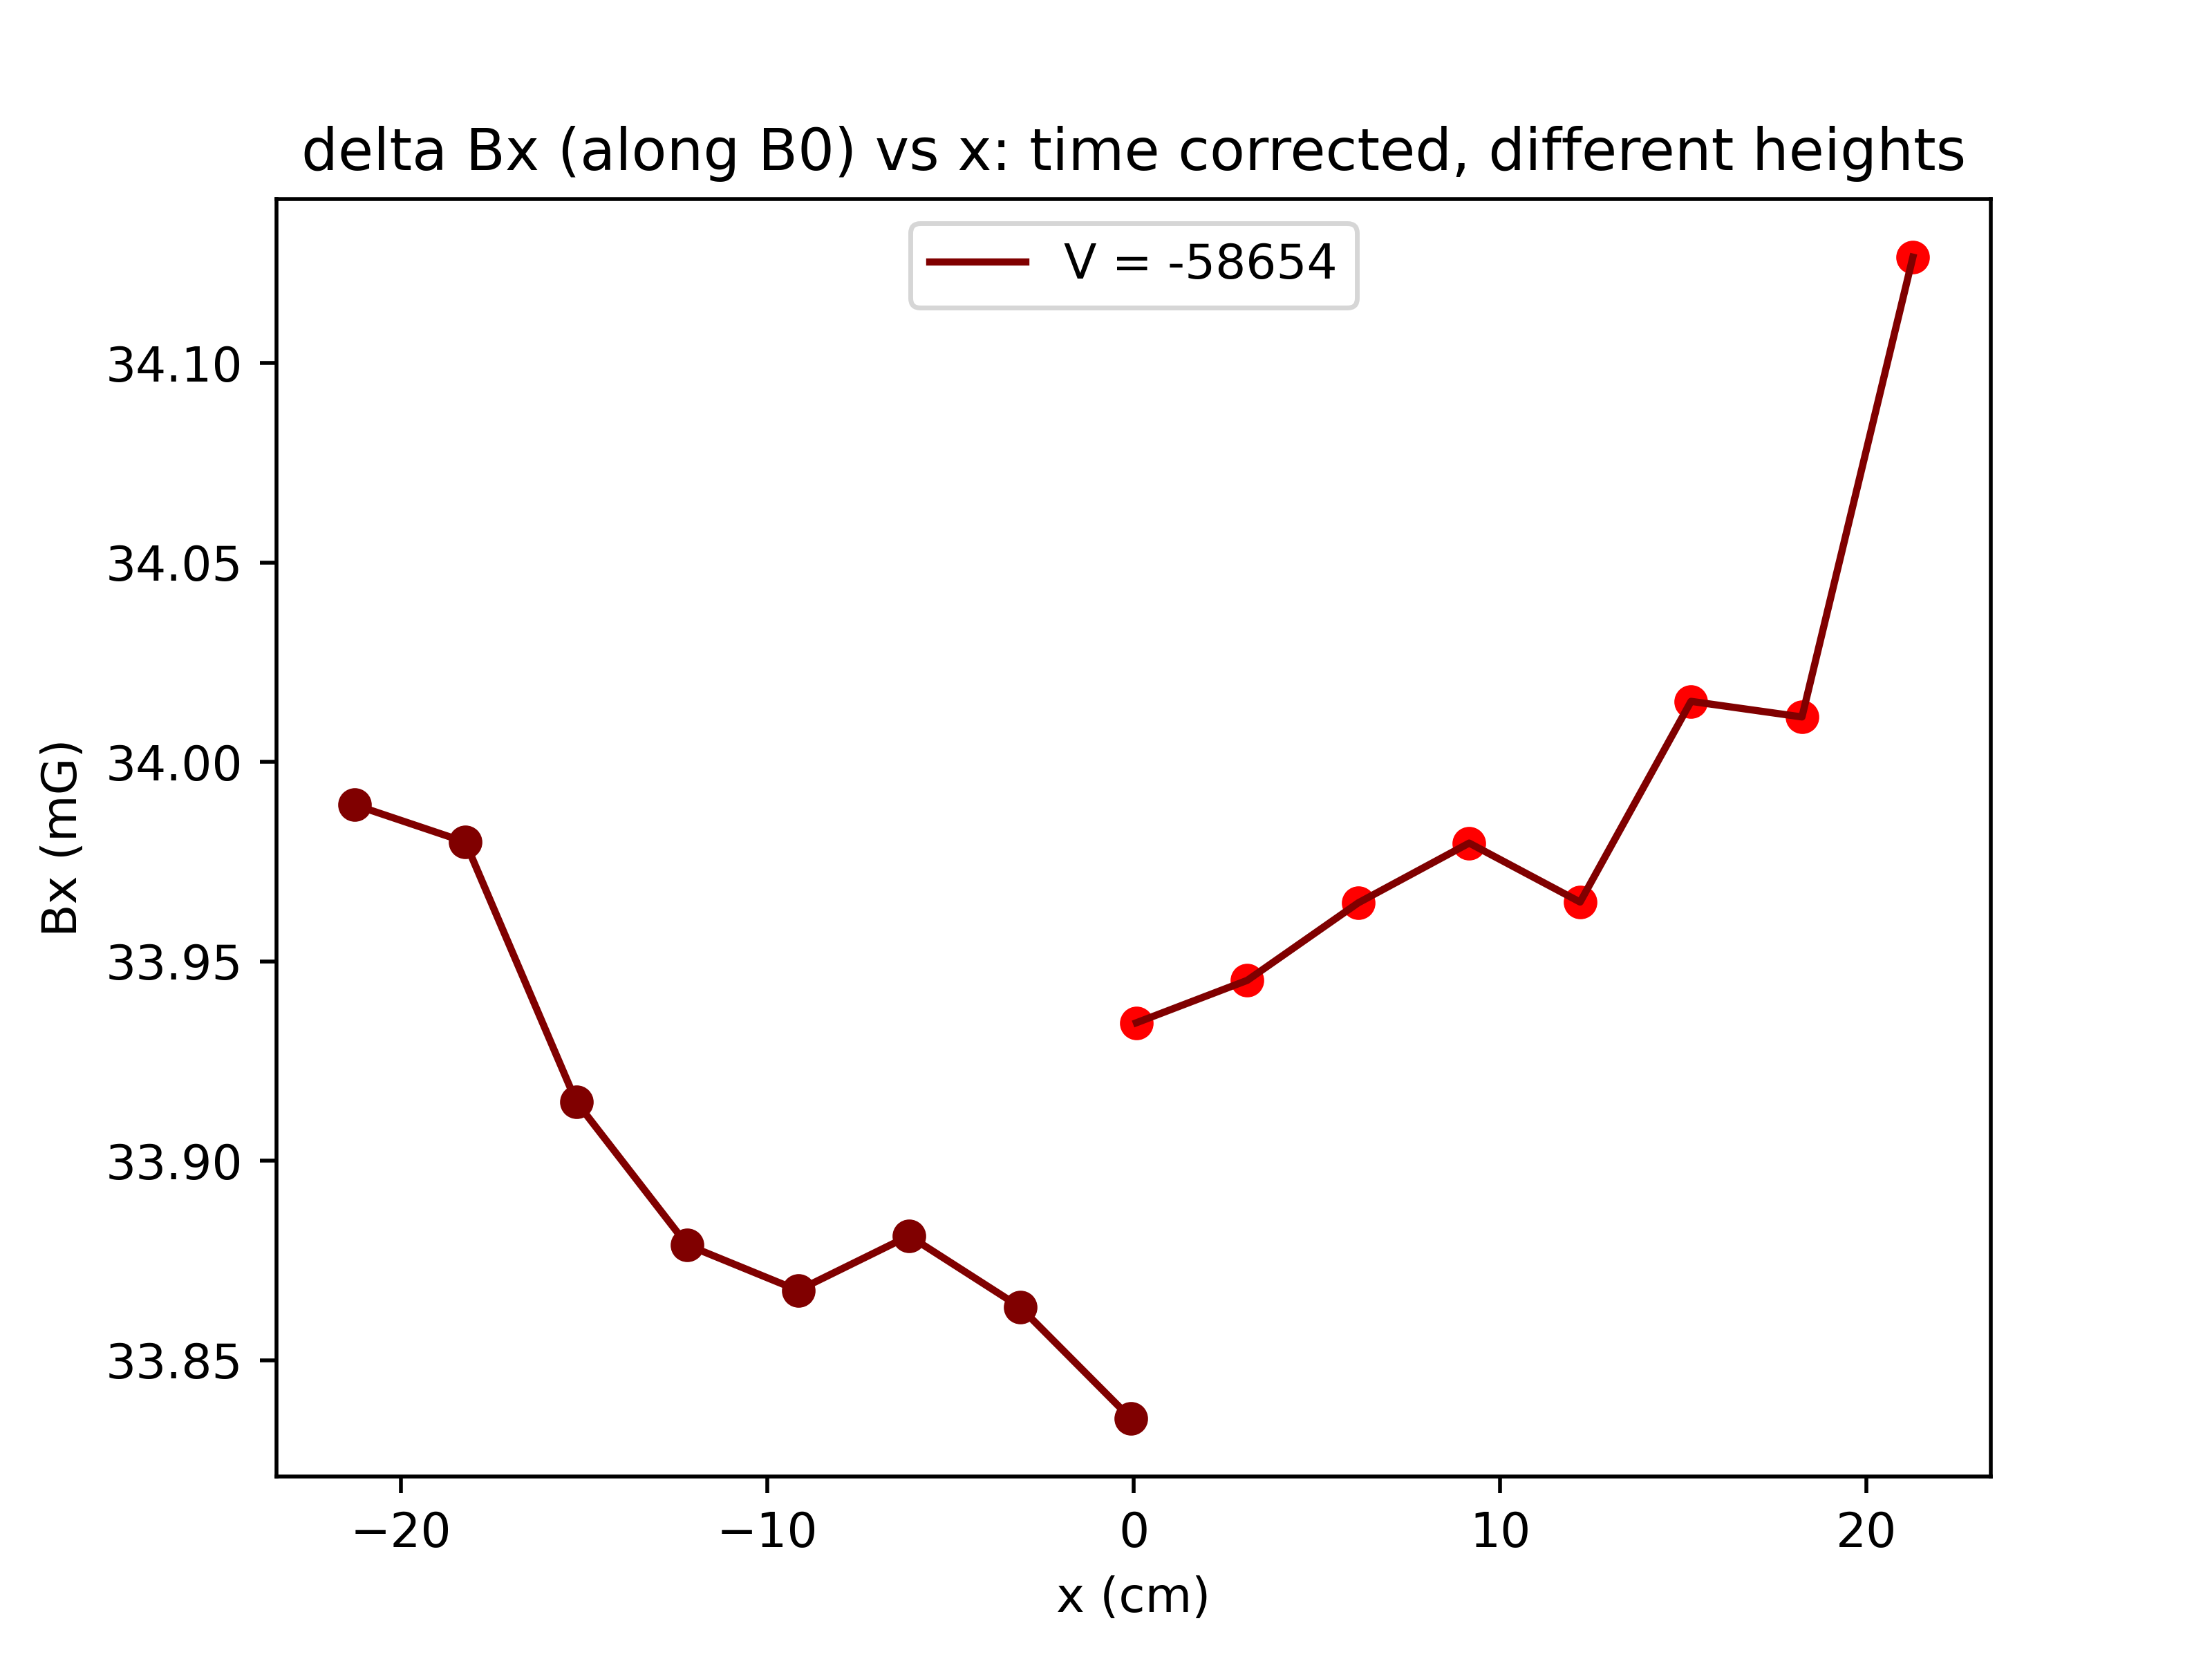 delta Bx (along B0) vs x: time corrected, different heights
V = -58654
34.10
34.05
34.00
33.95
33.90
33.85
Bx (mG)
−20 −10 0 10 20
x (cm)